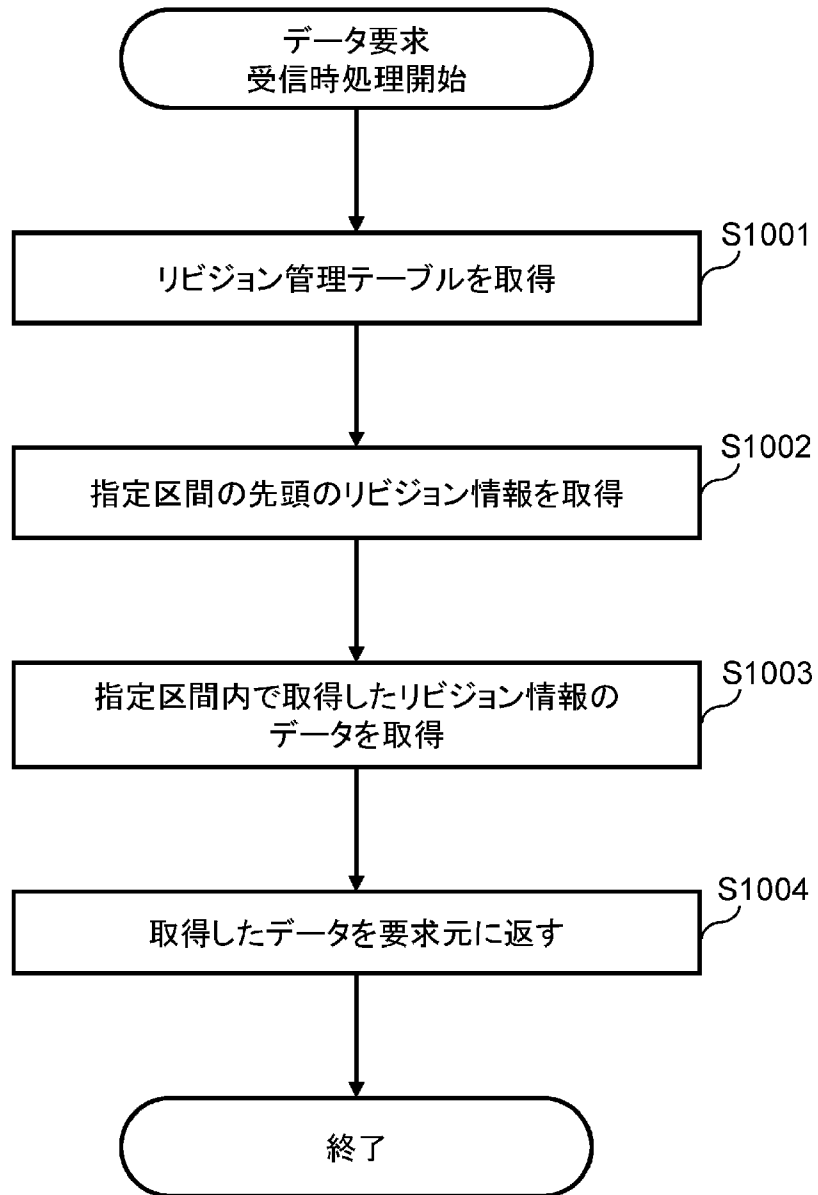 データ要求
受信時処理開始
S1001
リビジョン管理テーブルを取得
S1002
指定区間の先頭のリビジョン情報を取得
S1003
指定区間内で取得したリビジョン情報の
データを取得
S1004
取得したデータを要求元に返す
終了